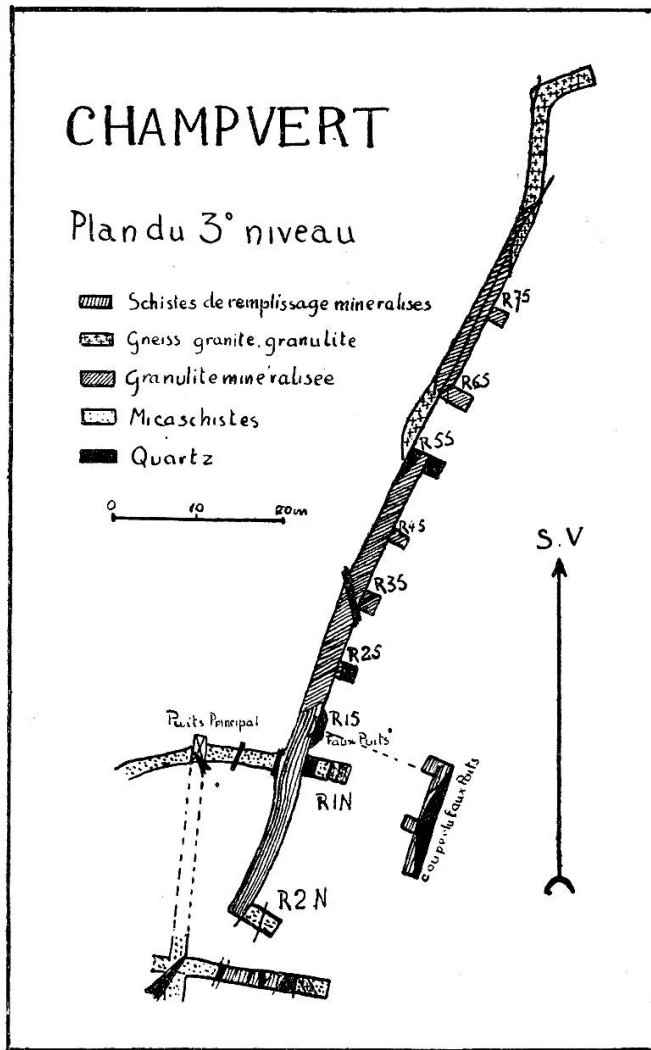 CHAMPVERT
Plan du 3° niveau
Schistes de remplissage mineralises
Gneiss granite, granulite
Granulite minéralisée
Micaschistes
Quartz
0 10 20m
R7S
R6S
R5S
R4S
R3S
R2S
R1S
S.V
Puits Principal
Faux Puits
R1N
coupe du Faux Puits
R2N